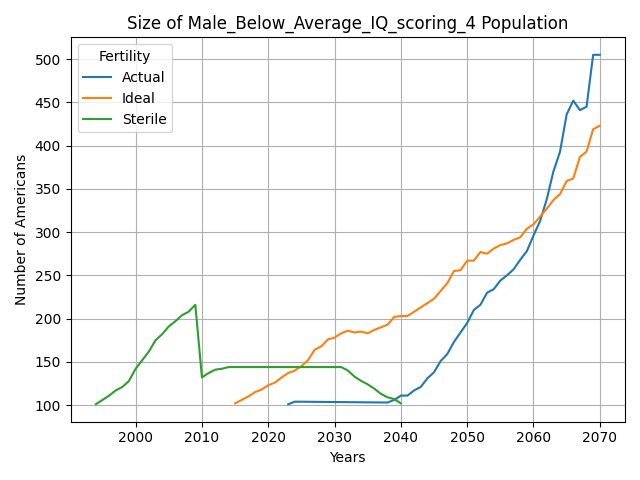 Size of Male_Below_Average_IQ_scoring_4 Population
Fertility
Actual
Ideal
Sterile
Number of Americans
500
450
400
350
300
250
200
150
100
2000
2010
2020
2030
2040
2050
2060
2070
Years